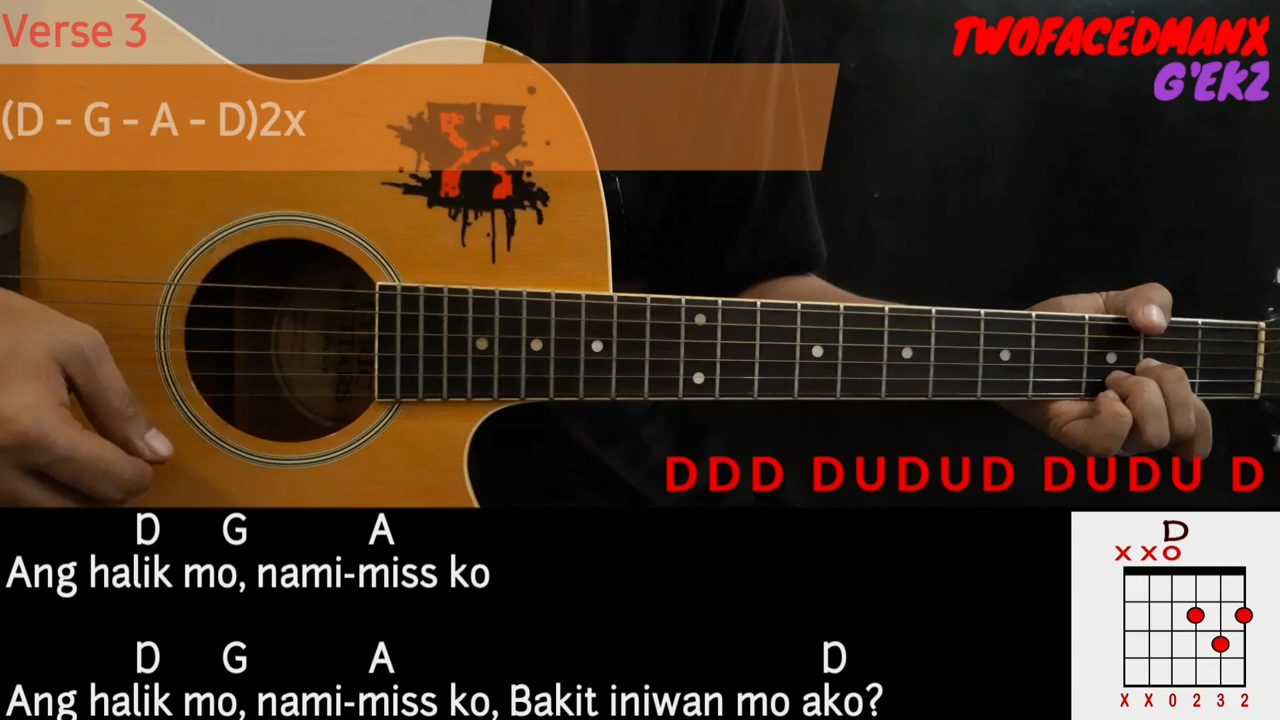 Verse 3
TWOFACEDMANX
G'EKZ
(D - G - A - D)2x
X
DDD DUDUD DUDU D
D G A
Ang halik mo, nami-miss ko
D G A D
Ang halik mo, nami-miss ko, Bakit iniwan mo ako?
D
X X O
X X 0 2 3 2